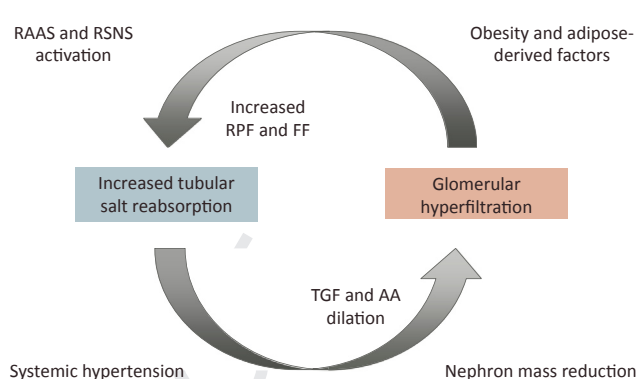 RAAS and RSNS
activation
Obesity and adipose-
derived factors
Increased
RPF and FF
Increased tubular
salt reabsorption
Glomerular
hyperfiltration
TGF and AA
dilation
Systemic hypertension
Nephron mass reduction